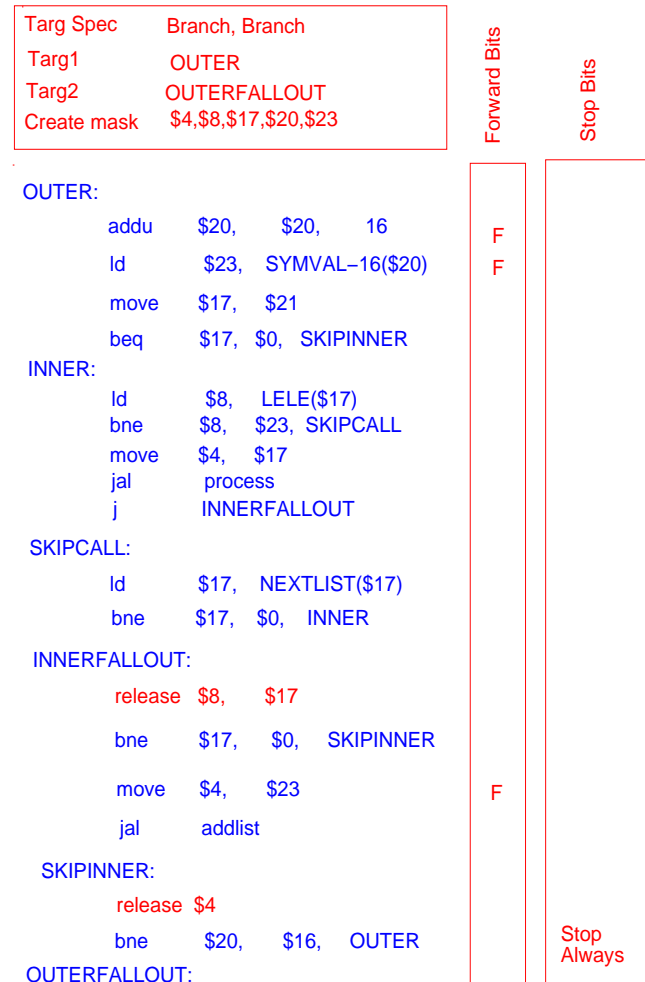 Targ Spec Branch, Branch
Targ1 OUTER
Targ2 OUTERFALLOUT
Create mask $4,$8,$17,$20,$23
Forward Bits
Stop Bits
OUTER:
addu $20, $20, 16 F
ld $23, SYMVAL−16($20) F
move $17, $21
beq $17, $0, SKIPINNER
INNER:
ld $8, LELE($17)
bne $8, $23, SKIPCALL
move $4, $17
jal process
j INNERFALLOUT
SKIPCALL:
ld $17, NEXTLIST($17)
bne $17, $0, INNER
INNERFALLOUT:
release $8, $17
bne $17, $0, SKIPINNER
move $4, $23 F
jal addlist
SKIPINNER:
release $4
bne $20, $16, OUTER Stop Always
OUTERFALLOUT: